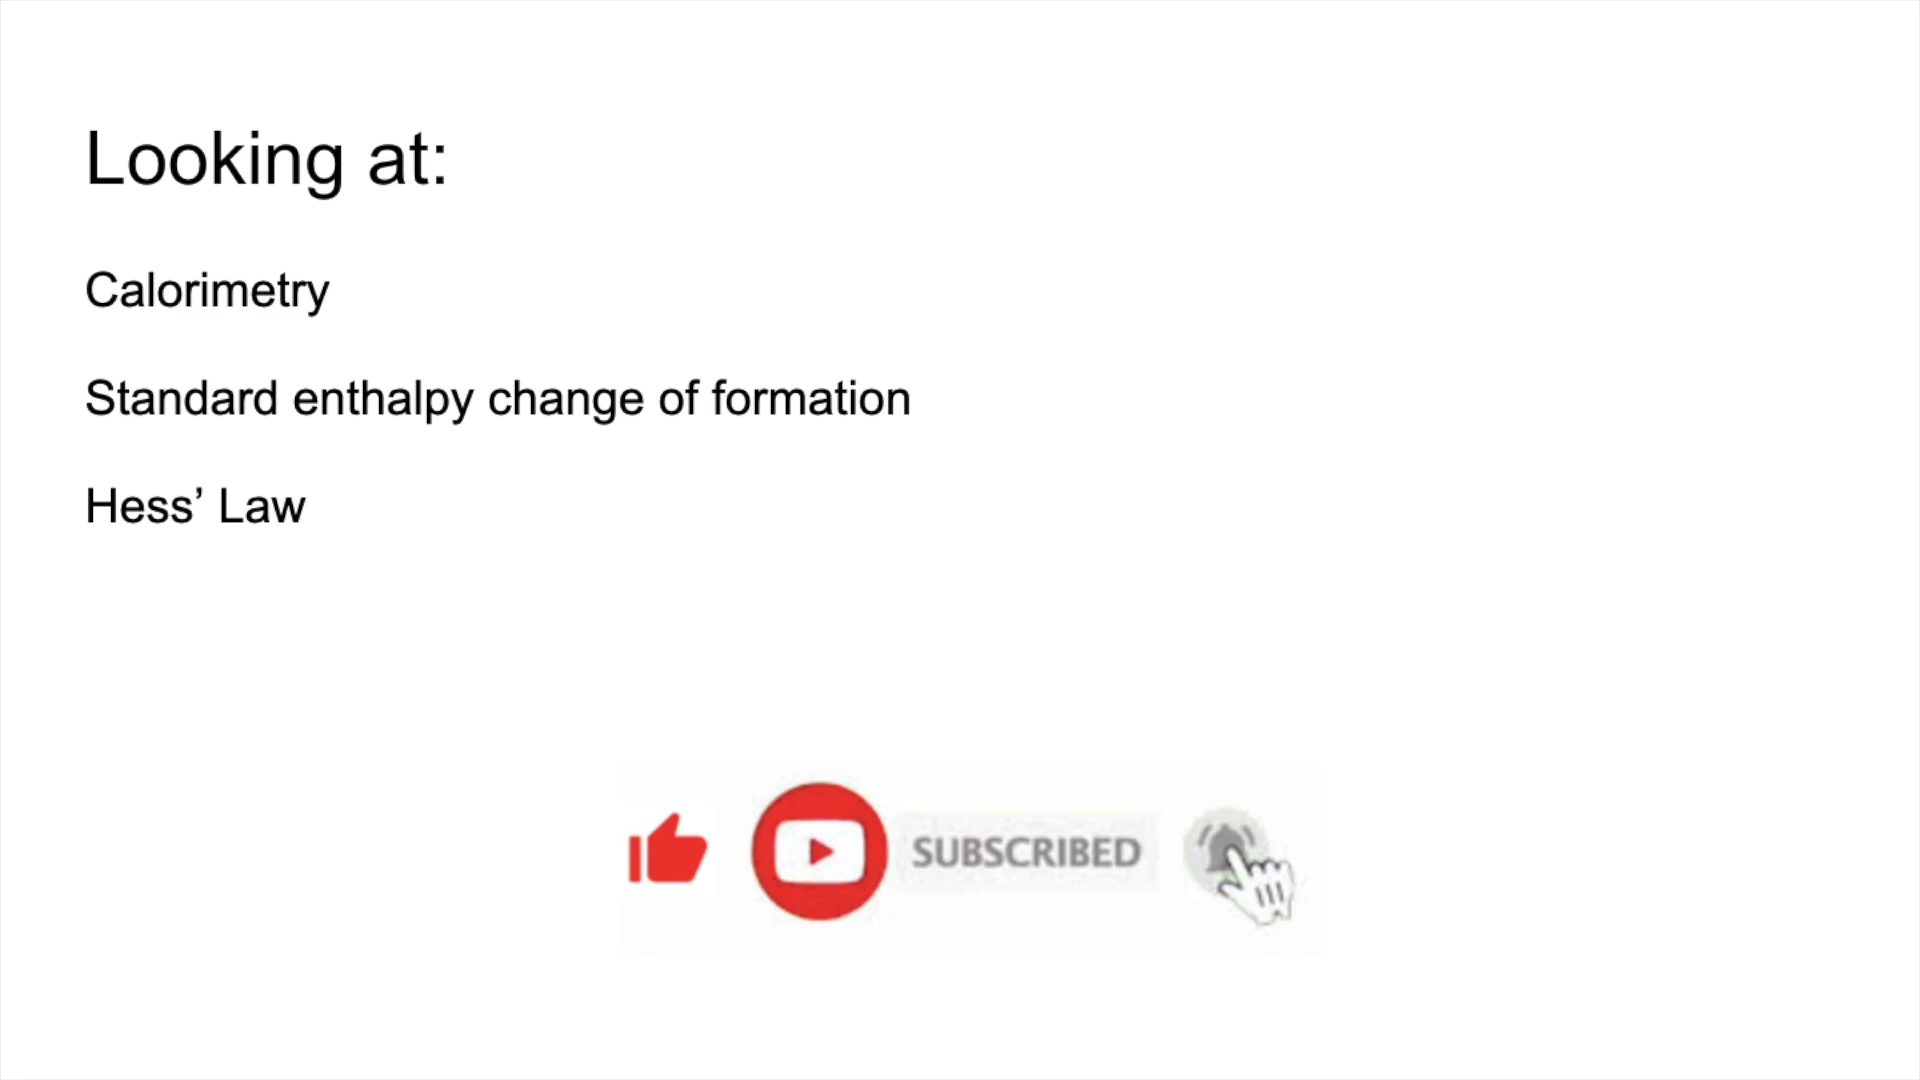 Looking at:
Calorimetry
Standard enthalpy change of formation
Hess’ Law
SUBSCRIBED